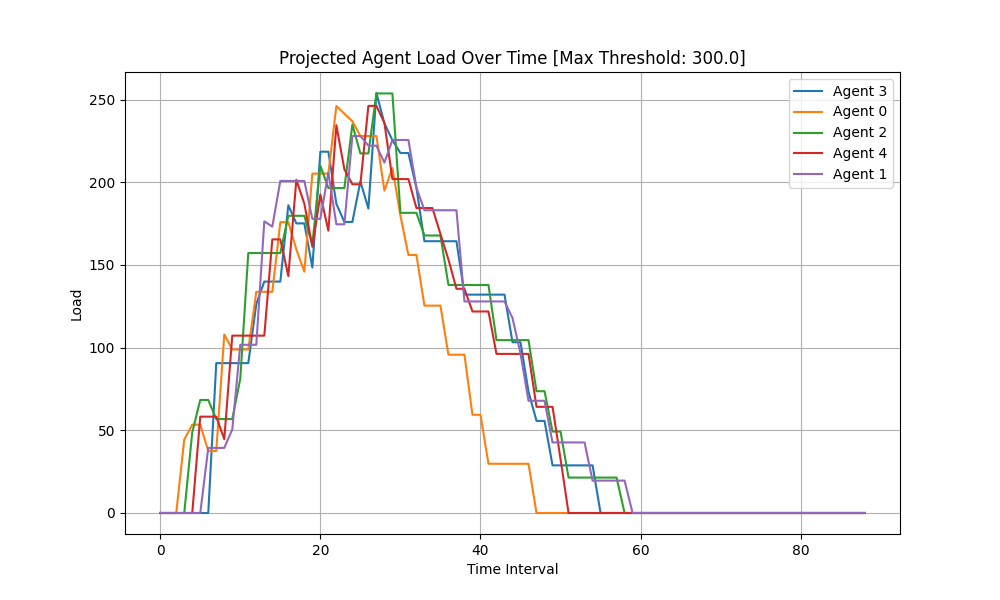 Projected Agent Load Over Time [Max Threshold: 300.0]
Load
250
200
150
100
50
0
0 20 40 60 80
Time Interval
Agent 3
Agent 0
Agent 2
Agent 4
Agent 1